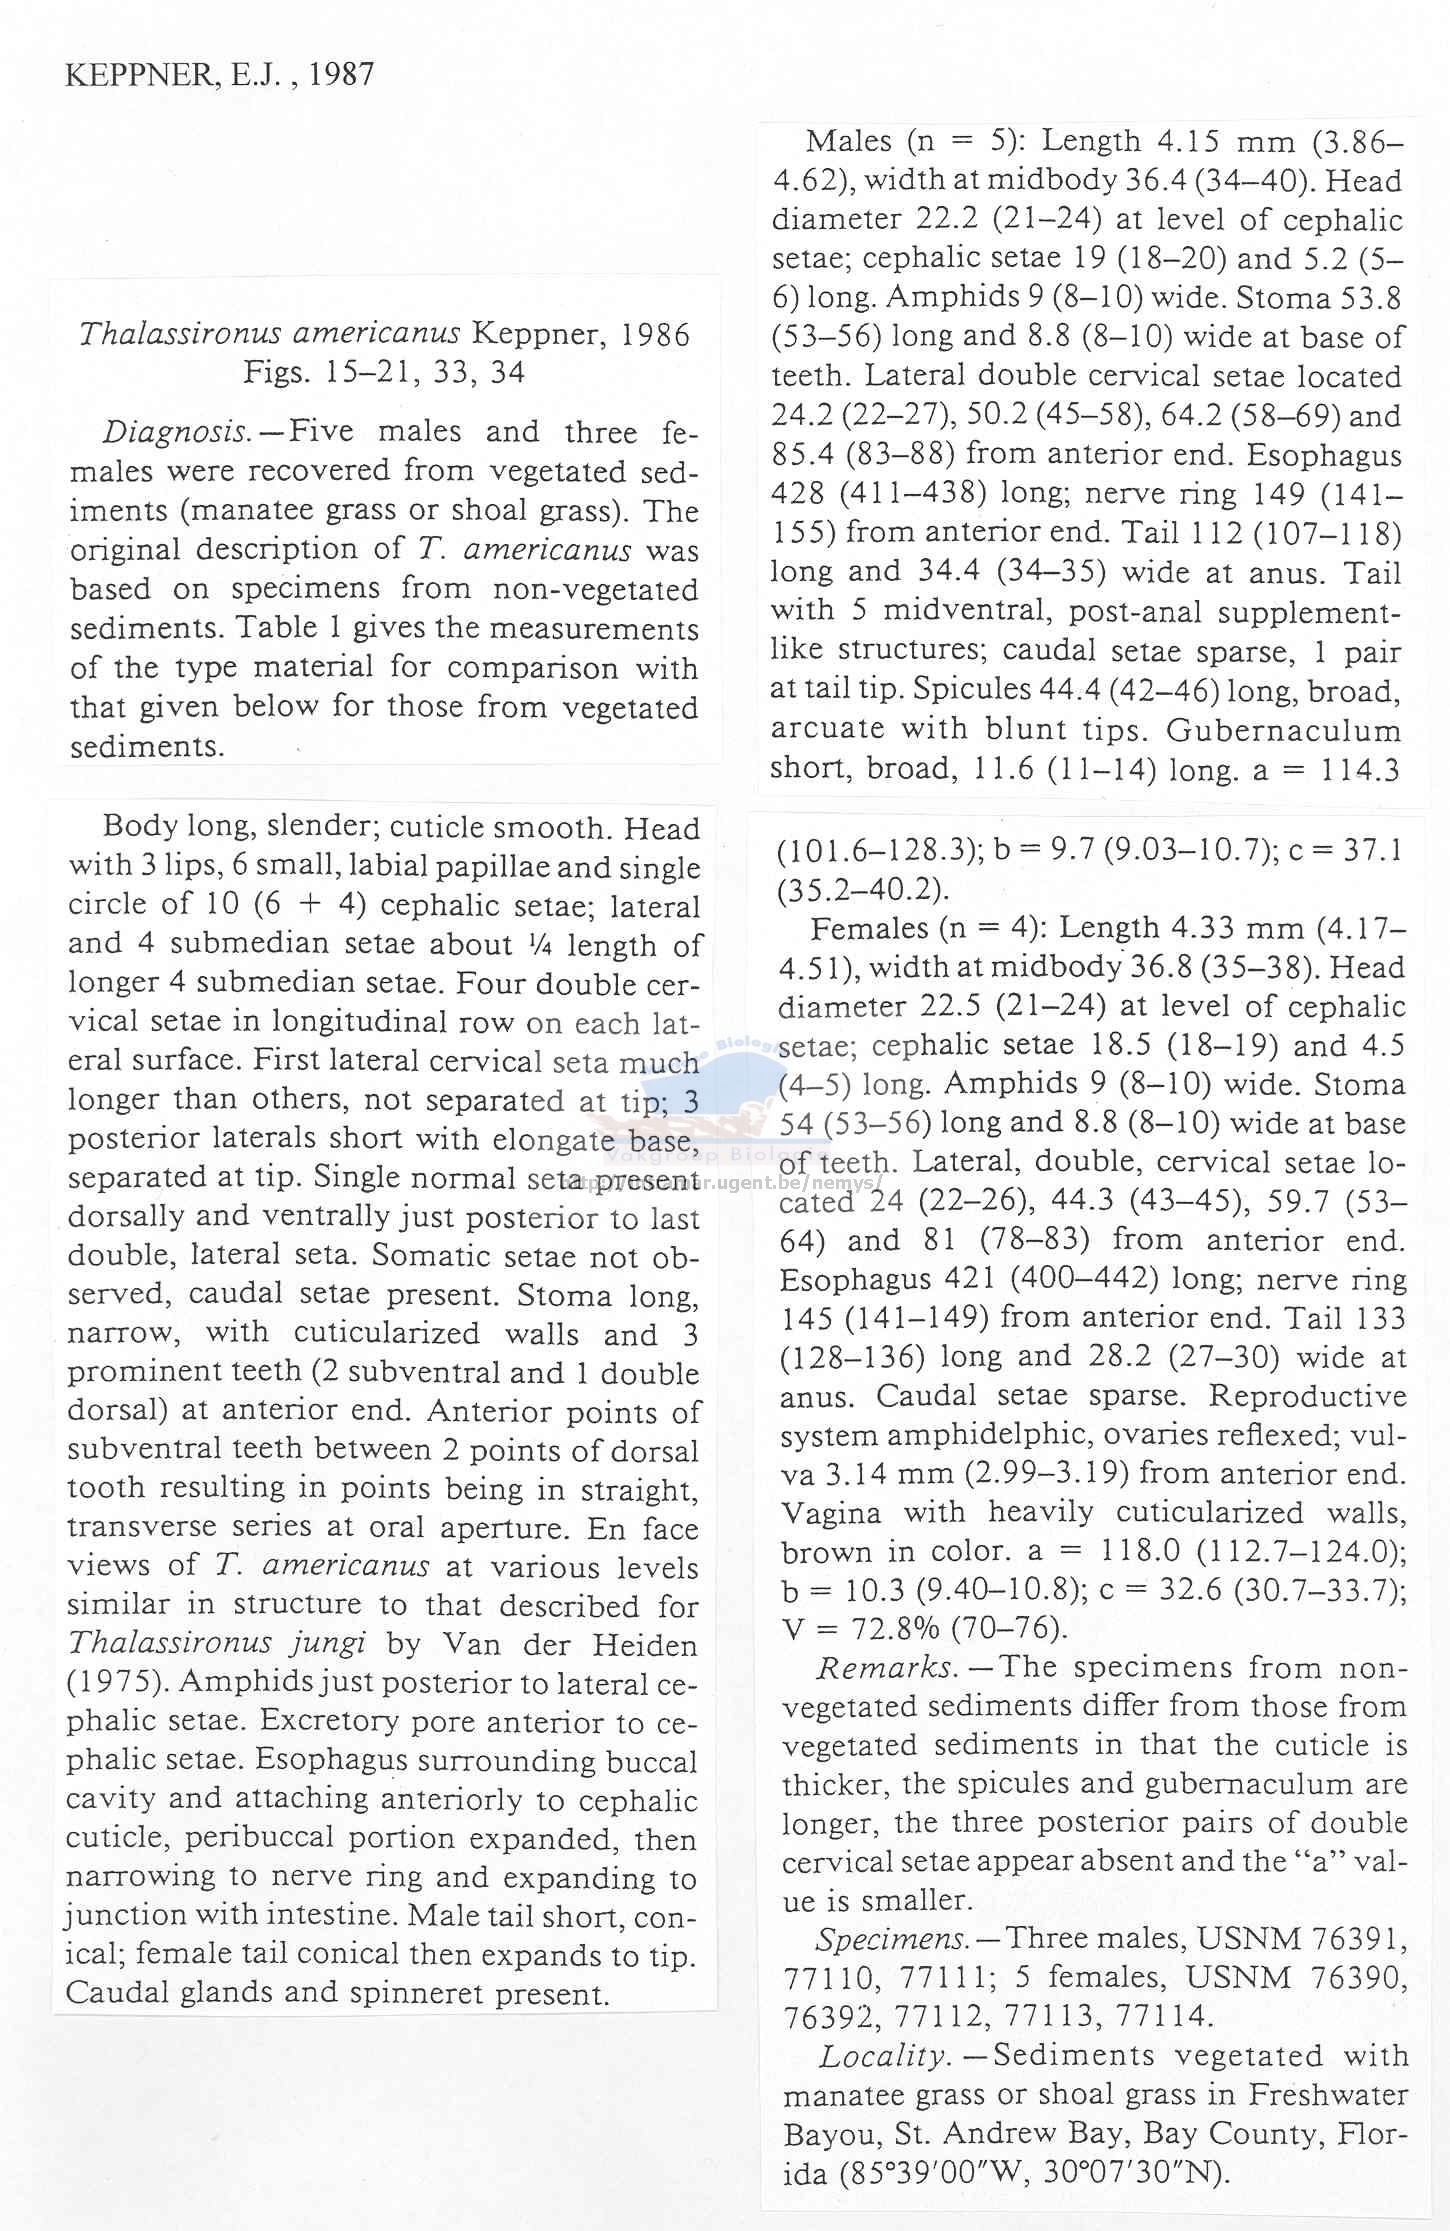 KEPPNER, E.J. , 1987
Thalassironus americanus Keppner, 1986
Figs. 15–21, 33, 34
Diagnosis.—Five males and three fe-
males were recovered from vegetated sed-
iments (manatee grass or shoal grass). The
original description of T. americanus was
based on specimens from non-vegetated
sediments. Table 1 gives the measurements
of the type material for comparison with
that given below for those from vegetated
sediments.
Body long, slender; cuticle smooth. Head
with 3 lips, 6 small, labial papillae and single
circle of 10 (6 + 4) cephalic setae; lateral
and 4 submedian setae about ¼ length of
longer 4 submedian setae. Four double cer-
vical setae in longitudinal row on each lat-
eral surface. First lateral cervical seta much
longer than others, not separated at tip; 3
posterior laterals short with elongate base,
separated at tip. Single normal seta present
dorsally and ventrally just posterior to last
double, lateral seta. Somatic setae not ob-
served, caudal setae present. Stoma long,
narrow, with cuticularized walls and 3
prominent teeth (2 subventral and 1 double
dorsal) at anterior end. Anterior points of
subventral teeth between 2 points of dorsal
tooth resulting in points being in straight,
transverse series at oral aperture. En face
views of T. americanus at various levels
similar in structure to that described for
Thalassironus jungi by Van der Heiden
(1975). Amphids just posterior to lateral ce-
phalic setae. Excretory pore anterior to ce-
phalic setae. Esophagus surrounding buccal
cavity and attaching anteriorly to cephalic
cuticle, peribuccal portion expanded, then
narrowing to nerve ring and expanding to
junction with intestine. Male tail short, con-
ical; female tail conical then expands to tip.
Caudal glands and spinneret present.
Males (n = 5): Length 4.15 mm (3.86–
4.62), width at midbody 36.4 (34–40). Head
diameter 22.2 (21–24) at level of cephalic
setae; cephalic setae 19 (18–20) and 5.2 (5–
6) long. Amphids 9 (8–10) wide. Stoma 53.8
(53–56) long and 8.8 (8–10) wide at base of
teeth. Lateral double cervical setae located
24.2 (22–27), 50.2 (45–58), 64.2 (58–69) and
85.4 (83–88) from anterior end. Esophagus
428 (411–438) long; nerve ring 149 (141–
155) from anterior end. Tail 112 (107–118)
long and 34.4 (34–35) wide at anus. Tail
with 5 midventral, post-anal supplement-
like structures; caudal setae sparse, 1 pair
at tail tip. Spicules 44.4 (42–46) long, broad,
arcuate with blunt tips. Gubernaculum
short, broad, 11.6 (11–14) long. a = 114.3
(101.6–128.3); b = 9.7 (9.03–10.7); c = 37.1
(35.2–40.2).
Females (n = 4): Length 4.33 mm (4.17–
4.51), width at midbody 36.8 (35–38). Head
diameter 22.5 (21–24) at level of cephalic
setae; cephalic setae 18.5 (18–19) and 4.5
(4–5) long. Amphids 9 (8–10) wide. Stoma
54 (53–56) long and 8.8 (8–10) wide at base
of teeth. Lateral, double, cervical setae lo-
cated 24 (22–26), 44.3 (43–45), 59.7 (53–
64) and 81 (78–83) from anterior end.
Esophagus 421 (400–442) long; nerve ring
145 (141–149) from anterior end. Tail 133
(128–136) long and 28.2 (27–30) wide at
anus. Caudal setae sparse. Reproductive
system amphidelphic, ovaries reflexed; vul-
va 3.14 mm (2.99–3.19) from anterior end.
Vagina with heavily cuticularized walls,
brown in color. a = 118.0 (112.7–124.0);
b = 10.3 (9.40–10.8); c = 32.6 (30.7–33.7);
V = 72.8% (70–76).
Remarks.—The specimens from non-
vegetated sediments differ from those from
vegetated sediments in that the cuticle is
thicker, the spicules and gubernaculum are
longer, the three posterior pairs of double
cervical setae appear absent and the “a” val-
ue is smaller.
Specimens.—Three males, USNM 76391,
77110, 77111; 5 females, USNM 76390,
76392, 77112, 77113, 77114.
Locality.—Sediments vegetated with
manatee grass or shoal grass in Freshwater
Bayou, St. Andrew Bay, Bay County, Flor-
ida (85°39′00″W, 30°07′30″N).
Vakgroep Biologie